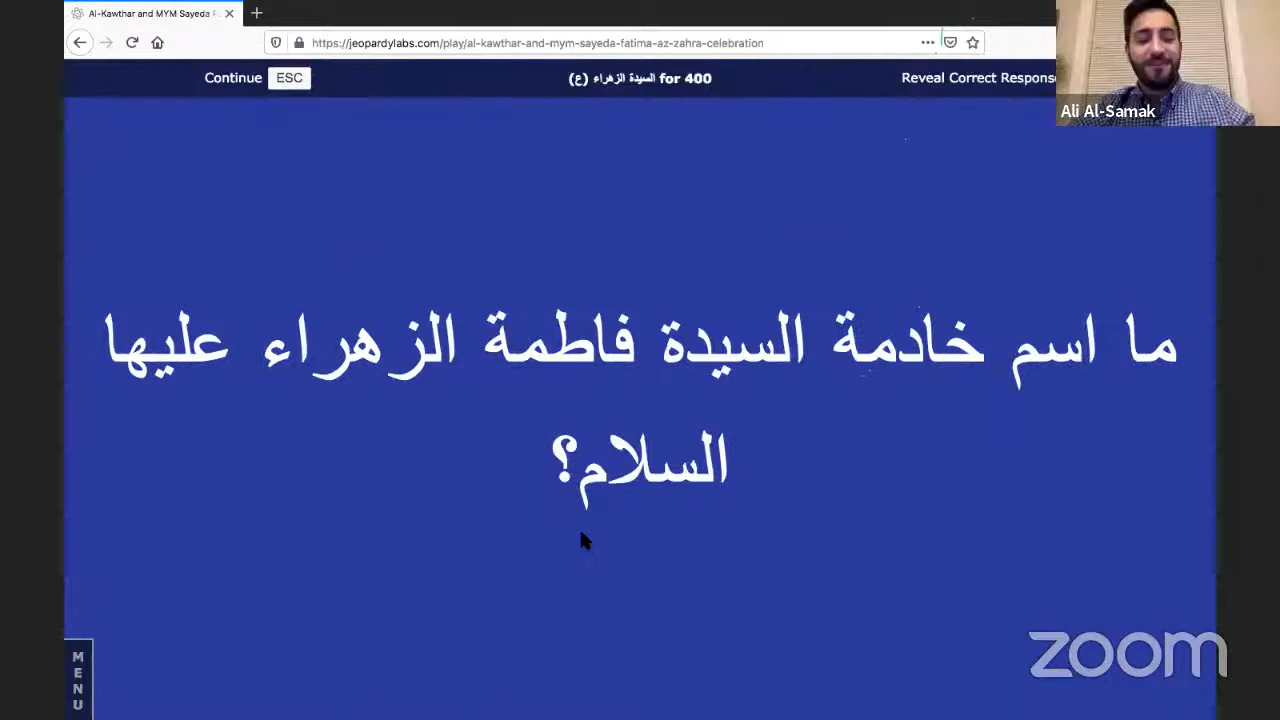 Al-Kawthar and MYM Sayeda F
https://jeopardylabs.com/play/al-kawthar-and-mym-sayeda-fatima-az-zahra-celebration
Continue ESC
السيدة الزهراء (ع) for 400
Reveal Correct Response
Ali Al-Samak
ما اسم خادمة السيدة فاطمة الزهراء عليها
السلام؟
MENU
zoom